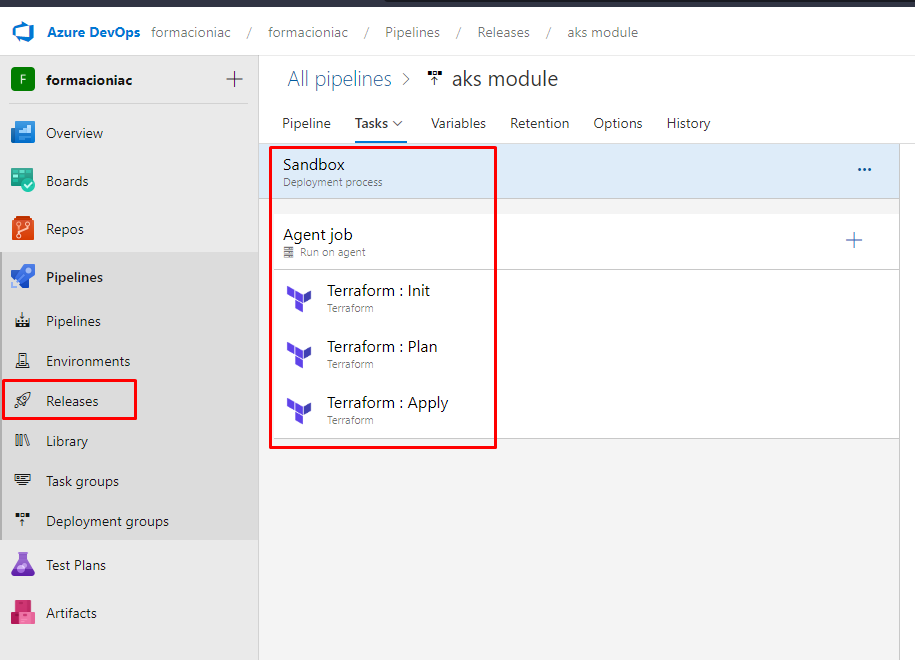 Azure DevOps formacioniac / formacioniac / Pipelines / Releases / aks module
F formacioniac
Overview
Boards
Repos
Pipelines
Pipelines
Environments
Releases
Library
Task groups
Deployment groups
Test Plans
Artifacts
All pipelines > aks module
Pipeline Tasks Variables Retention Options History
Sandbox
Deployment process
Agent job
Run on agent
Terraform : Init
Terraform
Terraform : Plan
Terraform
Terraform : Apply
Terraform